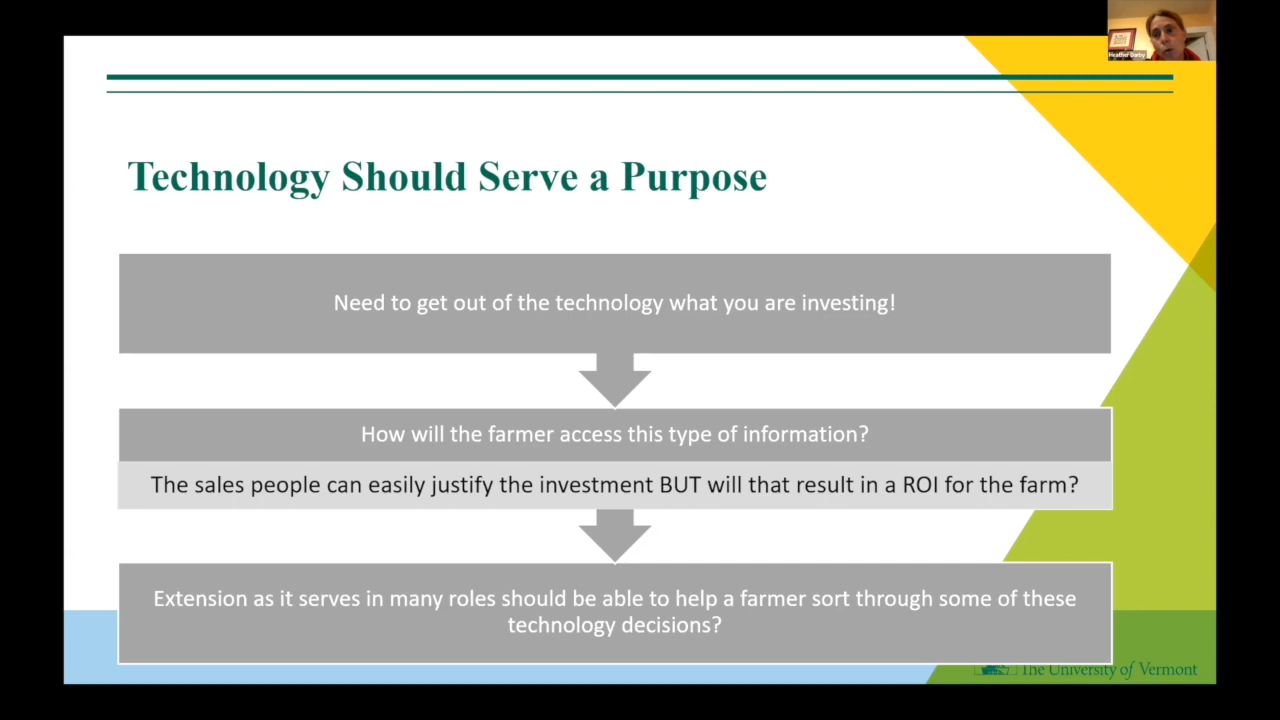 Heather Darby
Technology Should Serve a Purpose
Need to get out of the technology what you are investing!
How will the farmer access this type of information?
The sales people can easily justify the investment BUT will that result in a ROI for the farm?
Extension as it serves in many roles should be able to help a farmer sort through some of these
technology decisions?
The University of Vermont